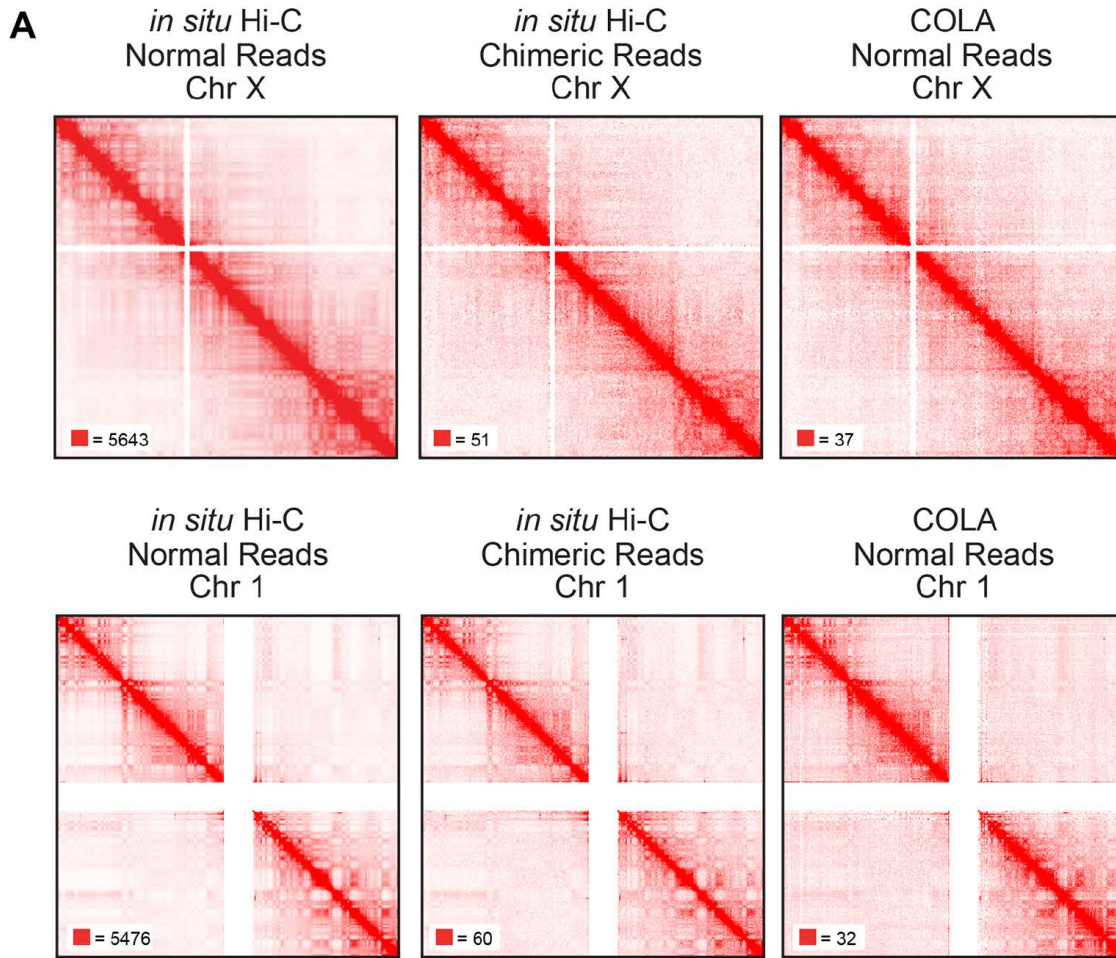 A
in situ Hi-C
Normal Reads
Chr X
in situ Hi-C
Chimeric Reads
Chr X
COLA
Normal Reads
Chr X
= 5643
= 51
= 37
in situ Hi-C
Normal Reads
Chr 1
in situ Hi-C
Chimeric Reads
Chr 1
COLA
Normal Reads
Chr 1
= 5476
= 60
= 32